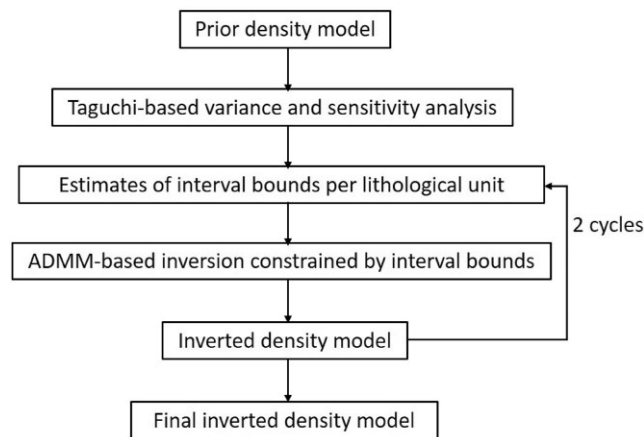 Prior density model
Taguchi-based variance and sensitivity analysis
Estimates of interval bounds per lithological unit
2 cycles
ADMM-based inversion constrained by interval bounds
Inverted density model
Final inverted density model